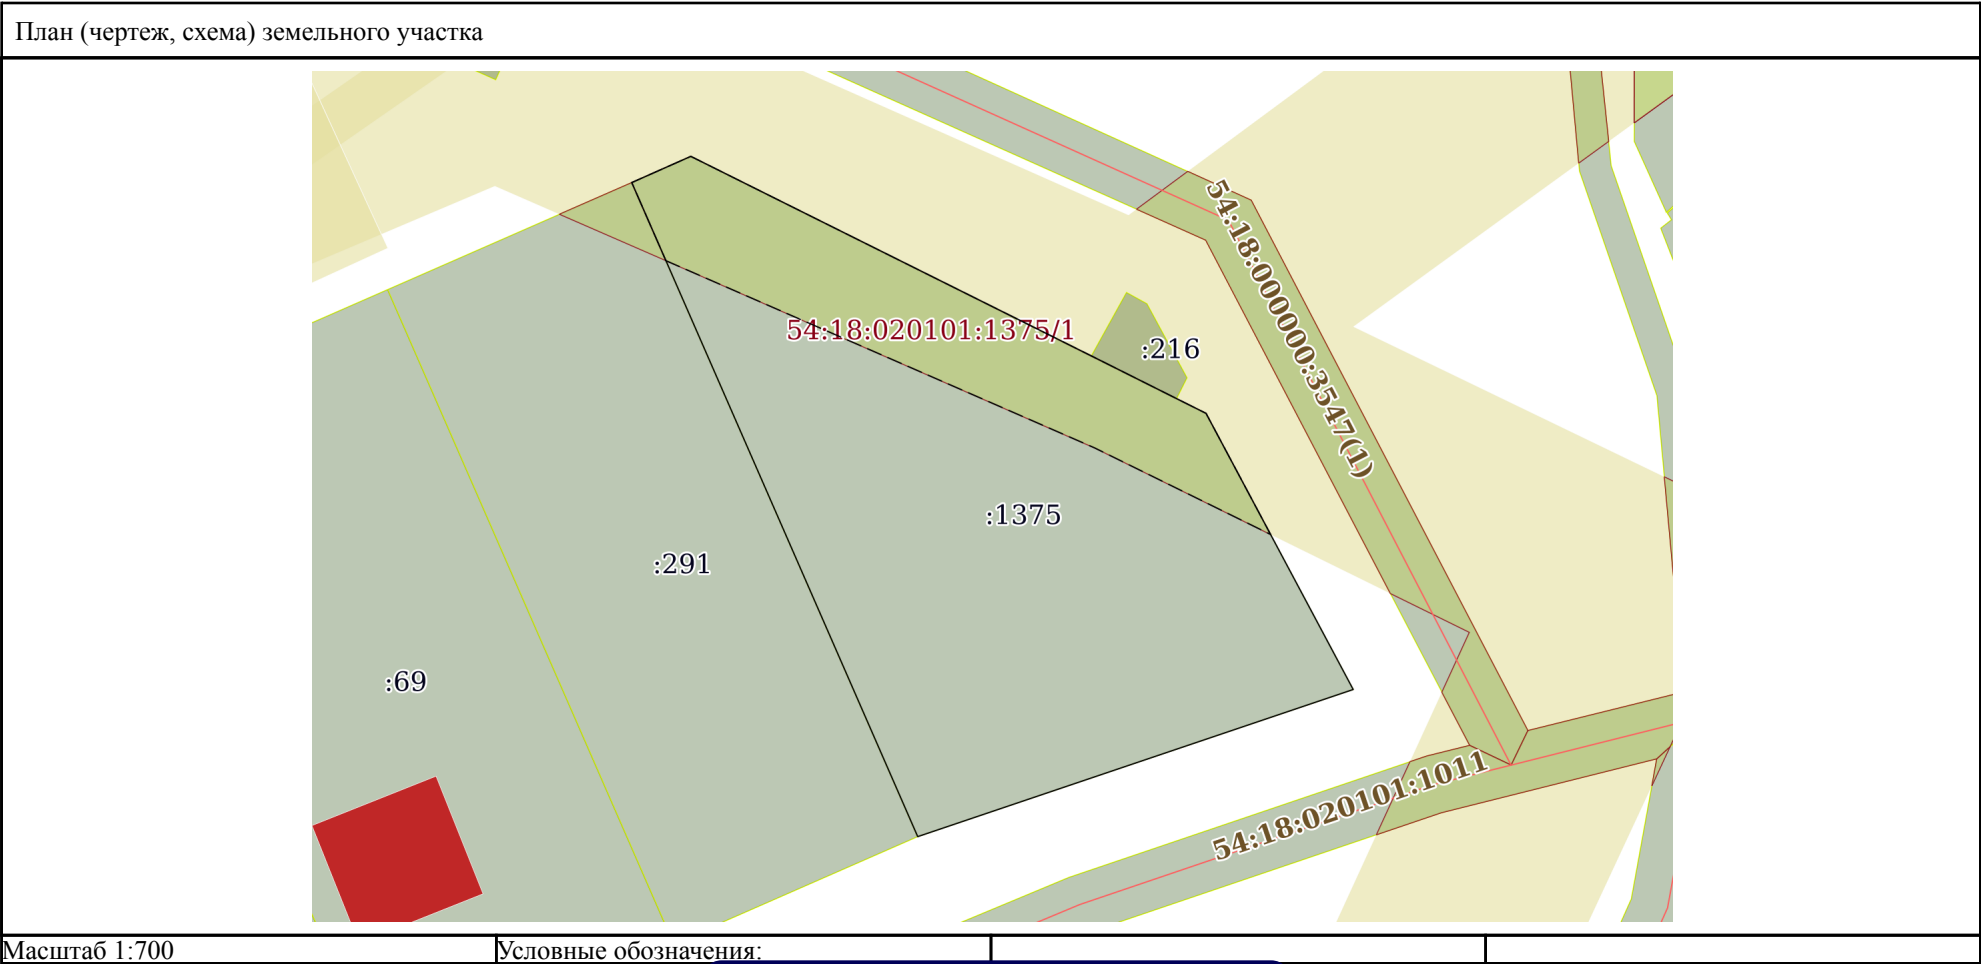 План (чертеж, схема) земельного участка
54:18:000000:3547(1)
54:18:020101:1375/1
:216
:1375
:291
:69
54:18:020101:1011
Масштаб 1:700
Условные обозначения: